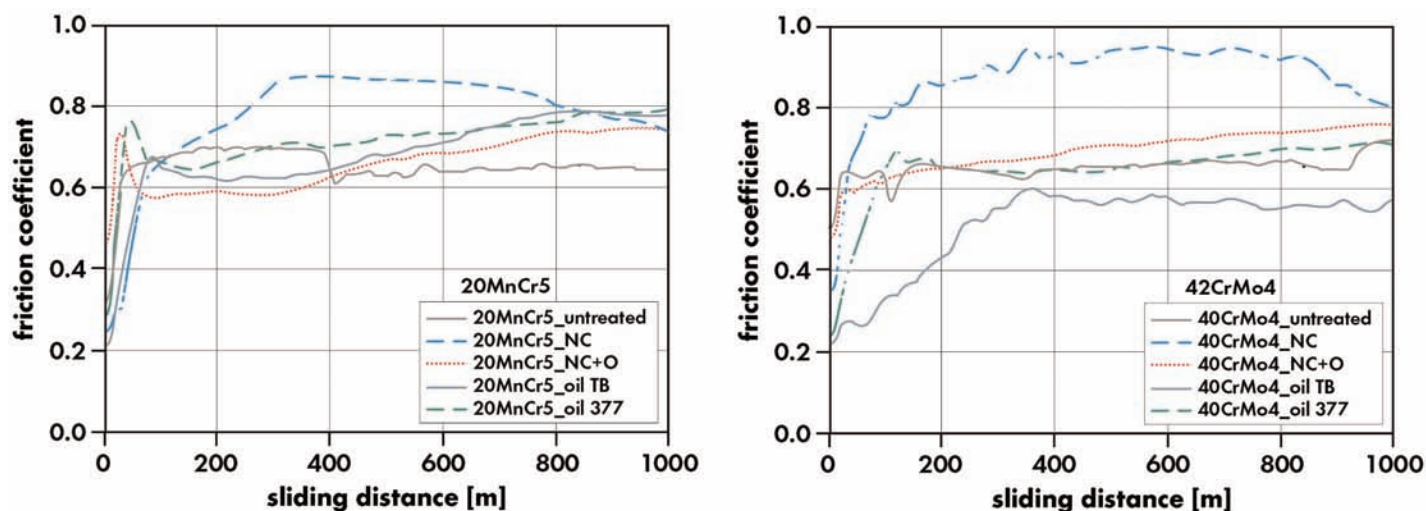 friction coefficient
1.0
0.8
0.6
0.4
0.2
0.0
20MnCr5
20MnCr5_untreated
20MnCr5_NC
20MnCr5_NC+O
20MnCr5_oil TB
20MnCr5_oil 377
0 200 400 600 800 1000
sliding distance [m]
friction coefficient
1.0
0.8
0.6
0.4
0.2
0.0
42CrMo4
40CrMo4_untreated
40CrMo4_NC
40CrMo4_NC+O
40CrMo4_oil TB
40CrMo4_oil 377
0 200 400 600 800 1000
sliding distance [m]